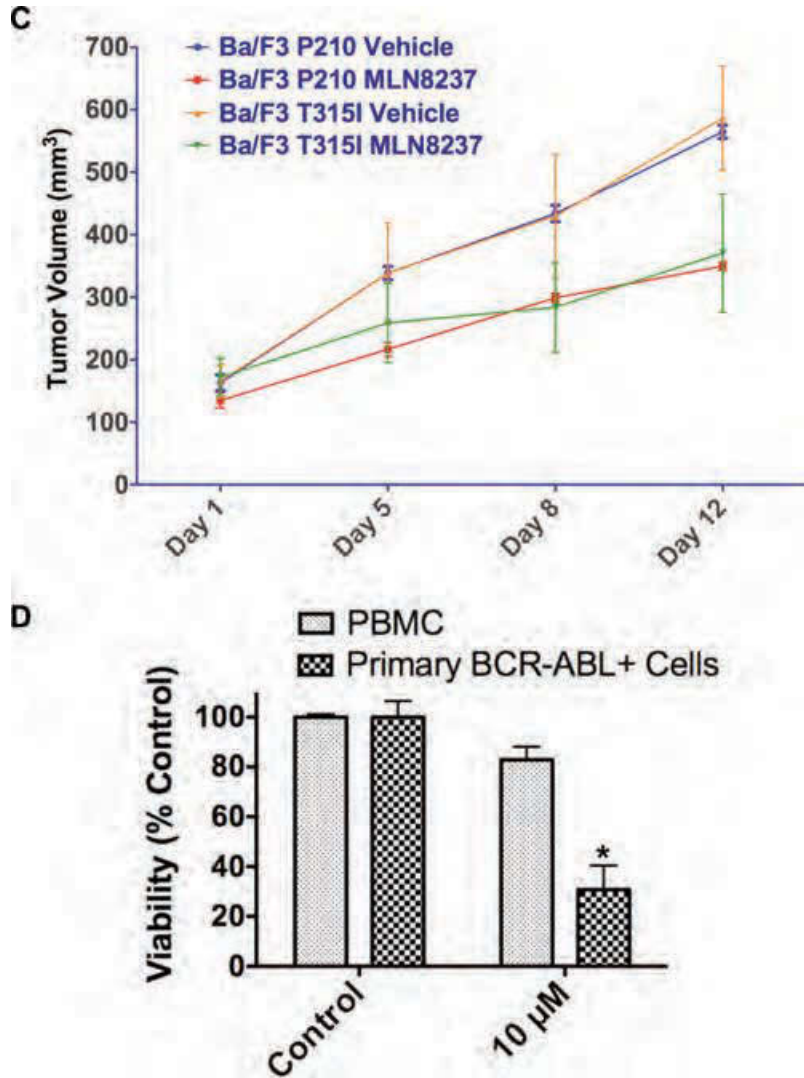 C
700
600
500
400
300
200
100
0
Tumor Volume (mm³)
Ba/F3 P210 Vehicle
Ba/F3 P210 MLN8237
Ba/F3 T315I Vehicle
Ba/F3 T315I MLN8237
Day 1
Day 5
Day 8
Day 12
D
PBMC
Primary BCR-ABL+ Cells
Viability (% Control)
100
80
60
40
20
0
*
Control
10 µM